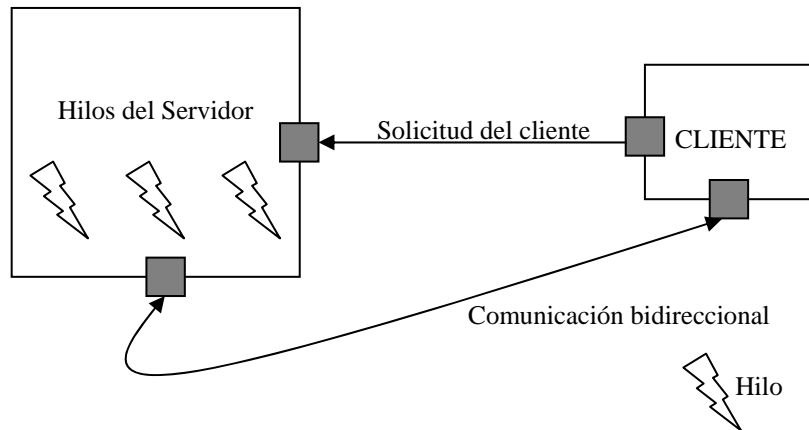 Hilos del Servidor
Solicitud del cliente
CLIENTE
Comunicación bidireccional
Hilo